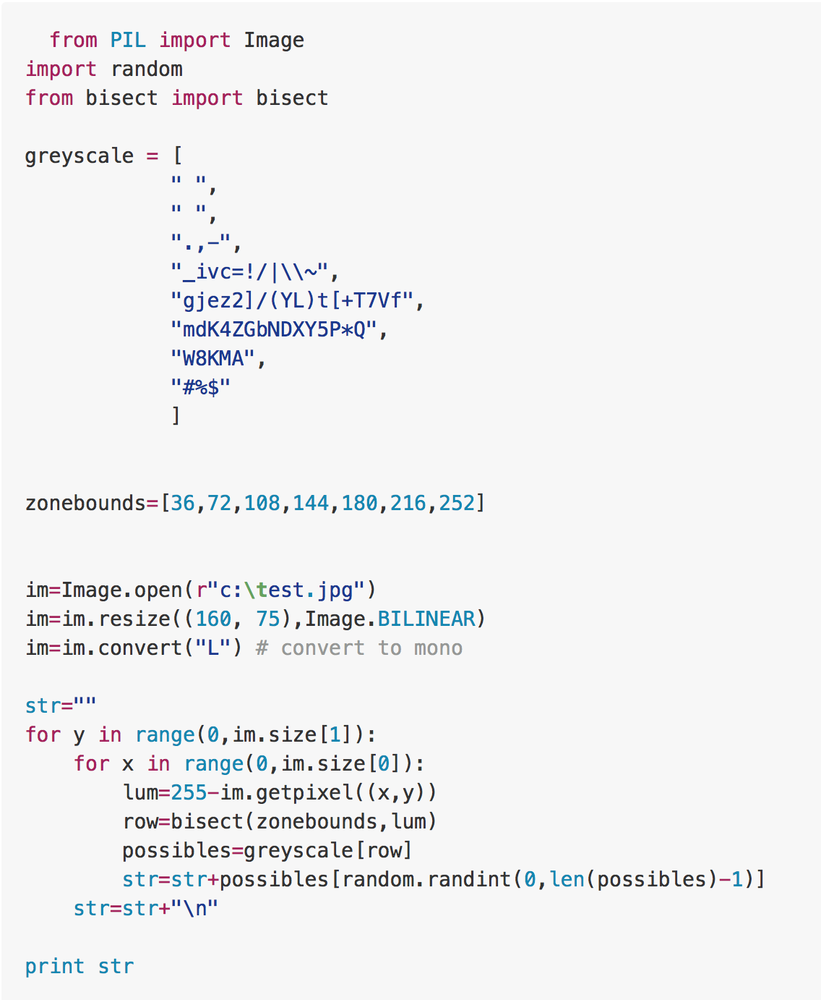 from PIL import Image
import random
from bisect import bisect

greyscale = [
            " ",
            " ",
            ".,-",
            "_ivc=!/|\\~",
            "gjez2]/(YL)t[+T7Vf",
            "mdK4ZGbNDXY5P*Q",
            "W8KMA",
            "#%$"
            ]

zonebounds=[36,72,108,144,180,216,252]

im=Image.open(r"c:\test.jpg")
im=im.resize((160, 75),Image.BILINEAR)
im=im.convert("L") # convert to mono

str=""
for y in range(0,im.size[1]):
    for x in range(0,im.size[0]):
        lum=255-im.getpixel((x,y))
        row=bisect(zonebounds,lum)
        possibles=greyscale[row]
        str=str+possibles[random.randint(0,len(possibles)-1)]
    str=str+"\n"

print str